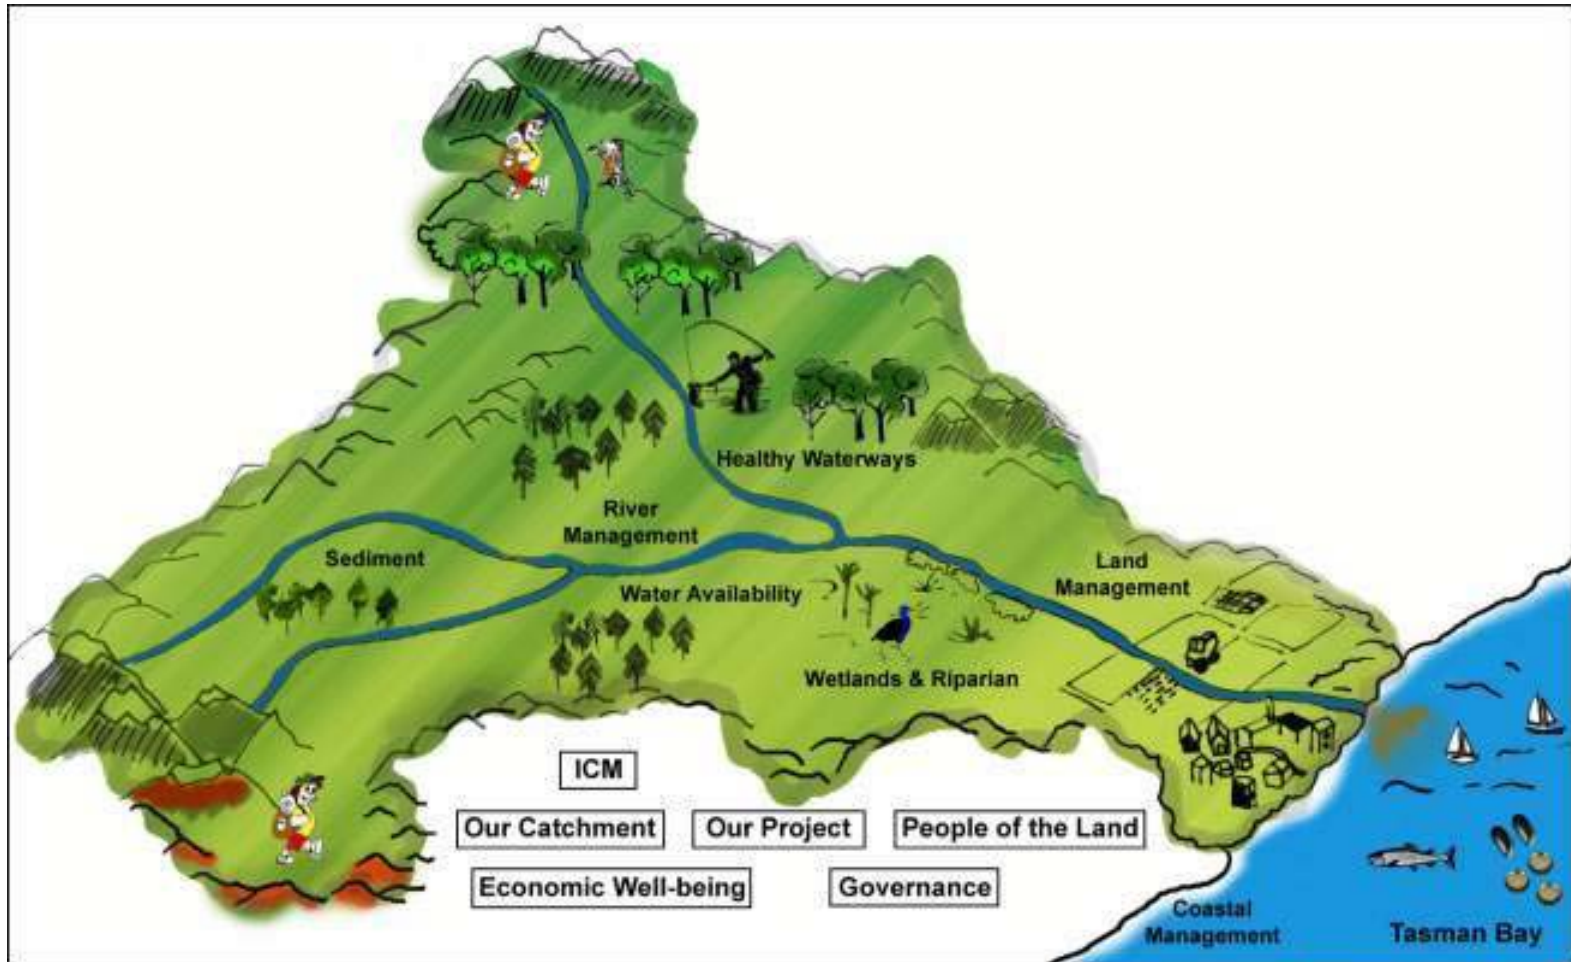 Healthy Waterways
River
Management
Sediment
Land
Management
Water Availability
Wetlands & Riparian
ICM
Our Catchment
Our Project
People of the Land
Economic Well-being
Governance
Coastal
Management
Tasman Bay